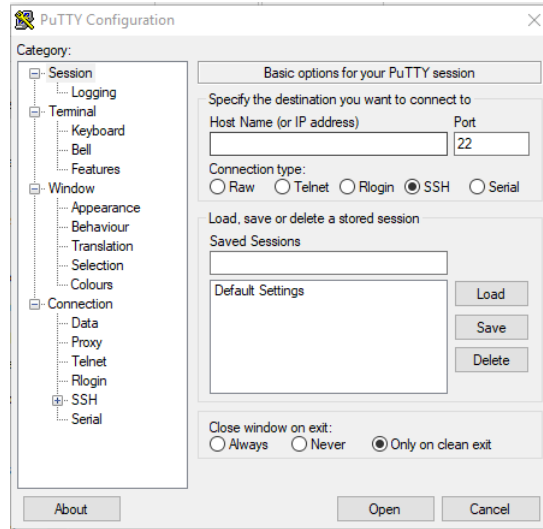 PuTTY Configuration
Category:
Session
Logging
Terminal
Keyboard
Bell
Features
Window
Appearance
Behaviour
Translation
Selection
Colours
Connection
Data
Proxy
Telnet
Rlogin
SSH
Serial
Basic options for your PuTTY session
Specify the destination you want to connect to
Host Name (or IP address) Port
22
Connection type:
Raw Telnet Rlogin SSH Serial
Load, save or delete a stored session
Saved Sessions
Default Settings
Load
Save
Delete
Close window on exit:
Always Never Only on clean exit
About Open Cancel